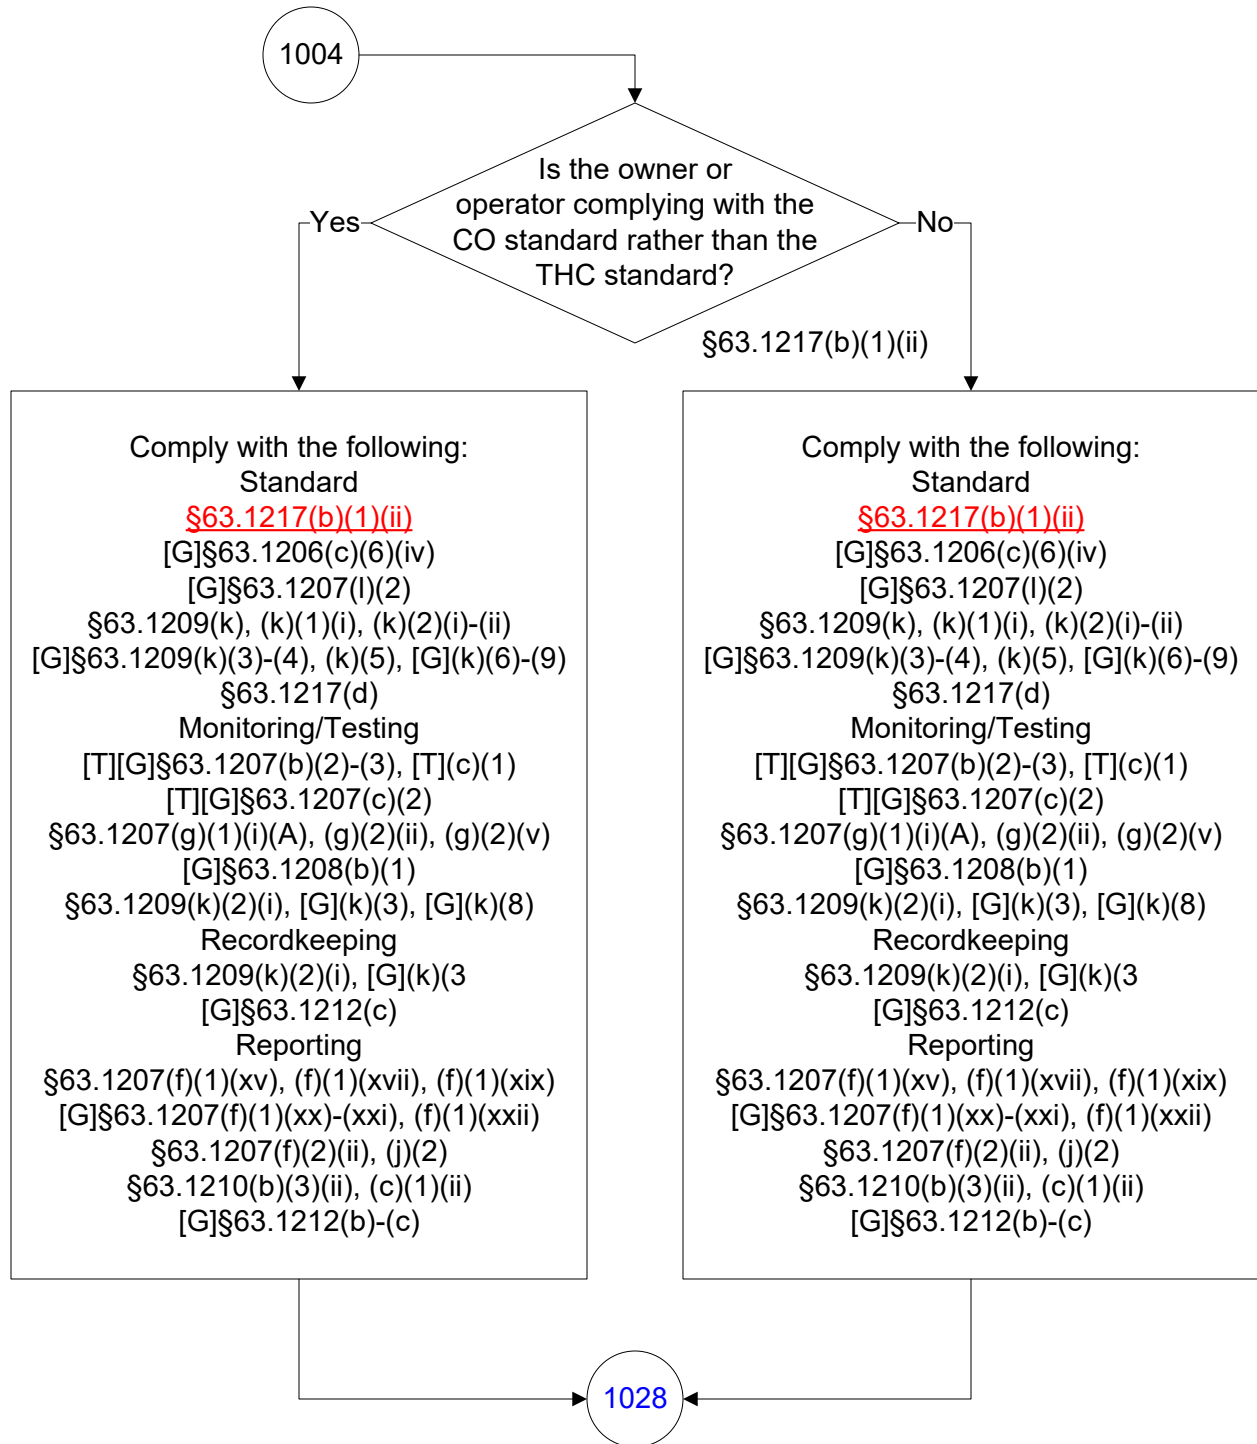 1004
Is the owner or
operator complying with the
CO standard rather than the
THC standard?
Yes
No
§63.1217(b)(1)(ii)
Comply with the following:
Standard
§63.1217(b)(1)(ii)
[G]§63.1206(c)(6)(iv)
[G]§63.1207(l)(2)
§63.1209(k), (k)(1)(i), (k)(2)(i)-(ii)
[G]§63.1209(k)(3)-(4), (k)(5), [G](k)(6)-(9)
§63.1217(d)
Monitoring/Testing
[T][G]§63.1207(b)(2)-(3), [T](c)(1)
[T][G]§63.1207(c)(2)
§63.1207(g)(1)(i)(A), (g)(2)(ii), (g)(2)(v)
[G]§63.1208(b)(1)
§63.1209(k)(2)(i), [G](k)(3), [G](k)(8)
Recordkeeping
§63.1209(k)(2)(i), [G](k)(3
[G]§63.1212(c)
Reporting
§63.1207(f)(1)(xv), (f)(1)(xvii), (f)(1)(xix)
[G]§63.1207(f)(1)(xx)-(xxi), (f)(1)(xxii)
§63.1207(f)(2)(ii), (j)(2)
§63.1210(b)(3)(ii), (c)(1)(ii)
[G]§63.1212(b)-(c)
Comply with the following:
Standard
§63.1217(b)(1)(ii)
[G]§63.1206(c)(6)(iv)
[G]§63.1207(l)(2)
§63.1209(k), (k)(1)(i), (k)(2)(i)-(ii)
[G]§63.1209(k)(3)-(4), (k)(5), [G](k)(6)-(9)
§63.1217(d)
Monitoring/Testing
[T][G]§63.1207(b)(2)-(3), [T](c)(1)
[T][G]§63.1207(c)(2)
§63.1207(g)(1)(i)(A), (g)(2)(ii), (g)(2)(v)
[G]§63.1208(b)(1)
§63.1209(k)(2)(i), [G](k)(3), [G](k)(8)
Recordkeeping
§63.1209(k)(2)(i), [G](k)(3
[G]§63.1212(c)
Reporting
§63.1207(f)(1)(xv), (f)(1)(xvii), (f)(1)(xix)
[G]§63.1207(f)(1)(xx)-(xxi), (f)(1)(xxii)
§63.1207(f)(2)(ii), (j)(2)
§63.1210(b)(3)(ii), (c)(1)(ii)
[G]§63.1212(b)-(c)
1028